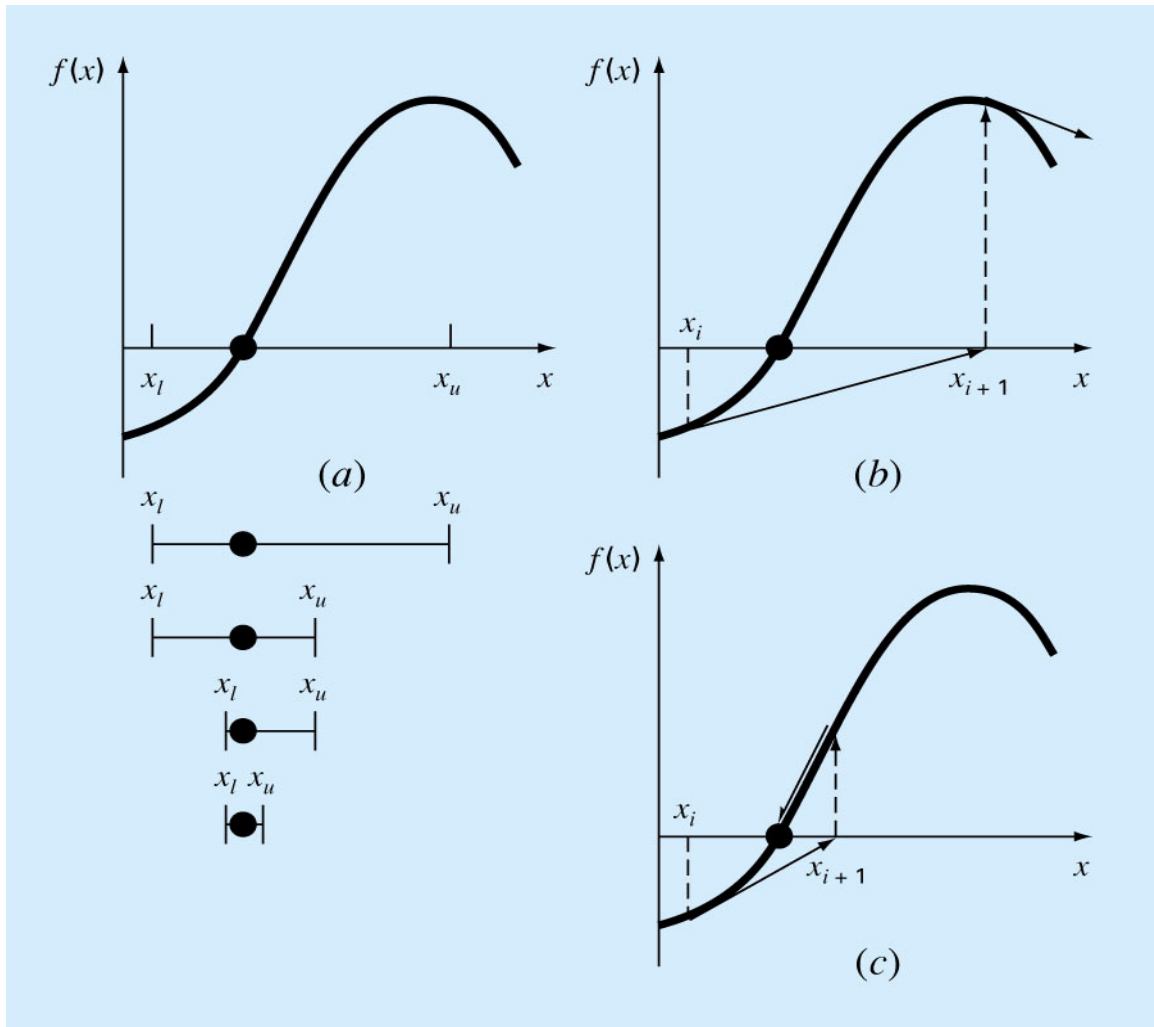 f(x)
x_l
x_u
x
(a)
x_l x_u
x_l x_u
x_l x_u
x_l x_u
f(x)
x_i
x_{i + 1}
x
(b)
f(x)
x_i
x_{i + 1}
x
(c)